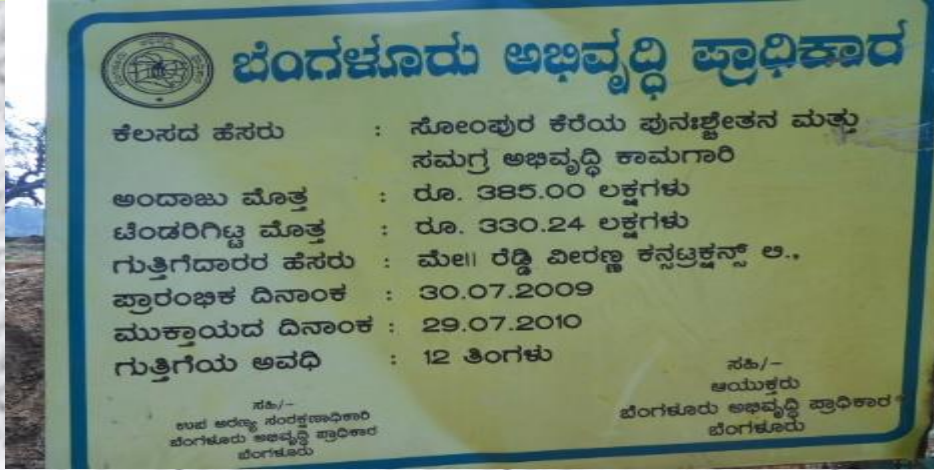 ಬೆಂಗಳೂರು ಅಭಿವೃದ್ಧಿ ಪ್ರಾಧಿಕಾರ
ಕೆಲಸದ ಹೆಸರು : ಸೋಂಪುರ ಕೆರೆಯ ಪುನಃಶ್ಚೇತನ ಮತ್ತು
ಸಮಗ್ರ ಅಭಿವೃದ್ಧಿ ಕಾಮಗಾರಿ
ಅಂದಾಜು ಮೊತ್ತ : ರೂ. 385.00 ಲಕ್ಷಗಳು
ಟೆಂಡರಿಗಿಟ್ಟ ಮೊತ್ತ : ರೂ. 330.24 ಲಕ್ಷಗಳು
ಗುತ್ತಿಗೆದಾರರ ಹೆಸರು : ಮೇ॥ ರೆಡ್ಡಿ ವೀರಣ್ಣ ಕನ್ಸಟ್ರಕ್ಷನ್ಸ್ ಲಿ.,
ಪ್ರಾರಂಭಿಕ ದಿನಾಂಕ : 30.07.2009
ಮುಕ್ತಾಯದ ದಿನಾಂಕ : 29.07.2010
ಗುತ್ತಿಗೆಯ ಅವಧಿ : 12 ತಿಂಗಳು
ಸಹಿ/-
ಉಪ ಅರಣ್ಯ ಸಂರಕ್ಷಣಾಧಿಕಾರಿ
ಬೆಂಗಳೂರು ಅಭಿವೃದ್ಧಿ ಪ್ರಾಧಿಕಾರ
ಬೆಂಗಳೂರು
ಸಹಿ/-
ಆಯುಕ್ತರು
ಬೆಂಗಳೂರು ಅಭಿವೃದ್ಧಿ ಪ್ರಾಧಿಕಾರ
ಬೆಂಗಳೂರು